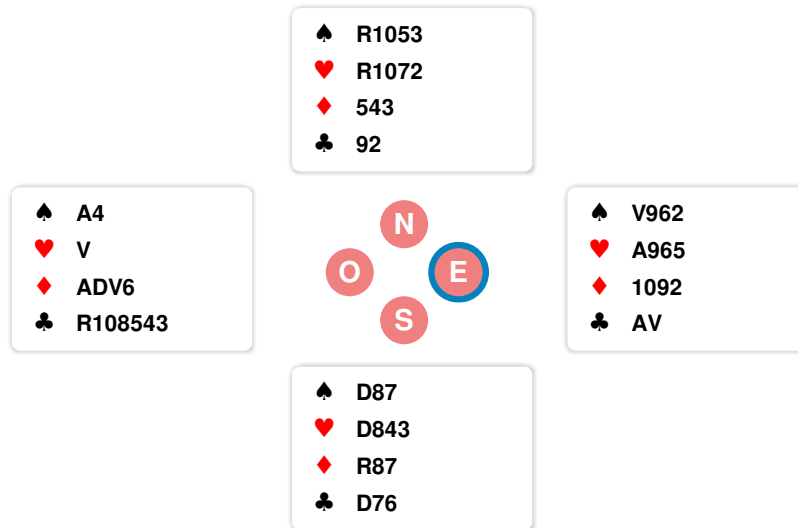 ♠ R1053
♥ R1072
♦ 543
♣ 92
♠ A4
♥ V
♦ ADV6
♣ R108543
N
O
E
S
♠ V962
♥ A965
♦ 1092
♣ AV
♠ D87
♥ D843
♦ R87
♣ D76